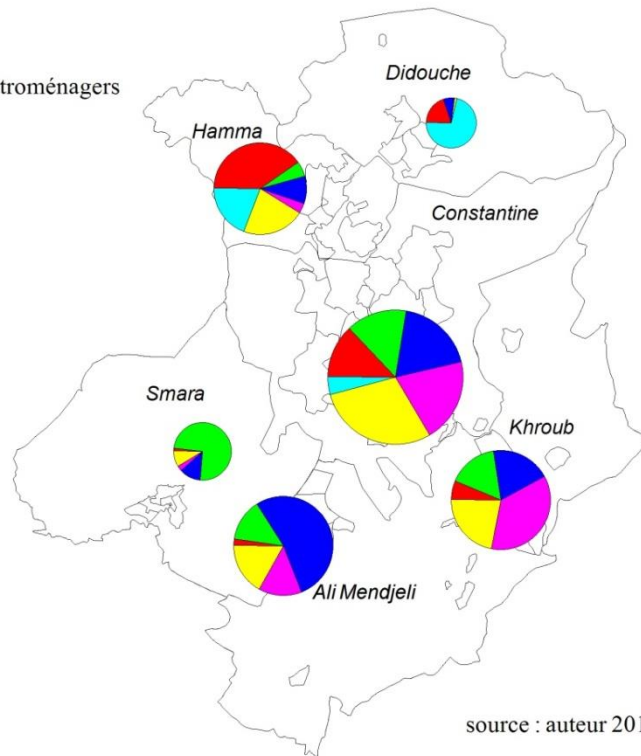 troménagers
Didouche
Hamma
Constantine
Smara
Khroub
Ali Mendjeli
source : auteur 201